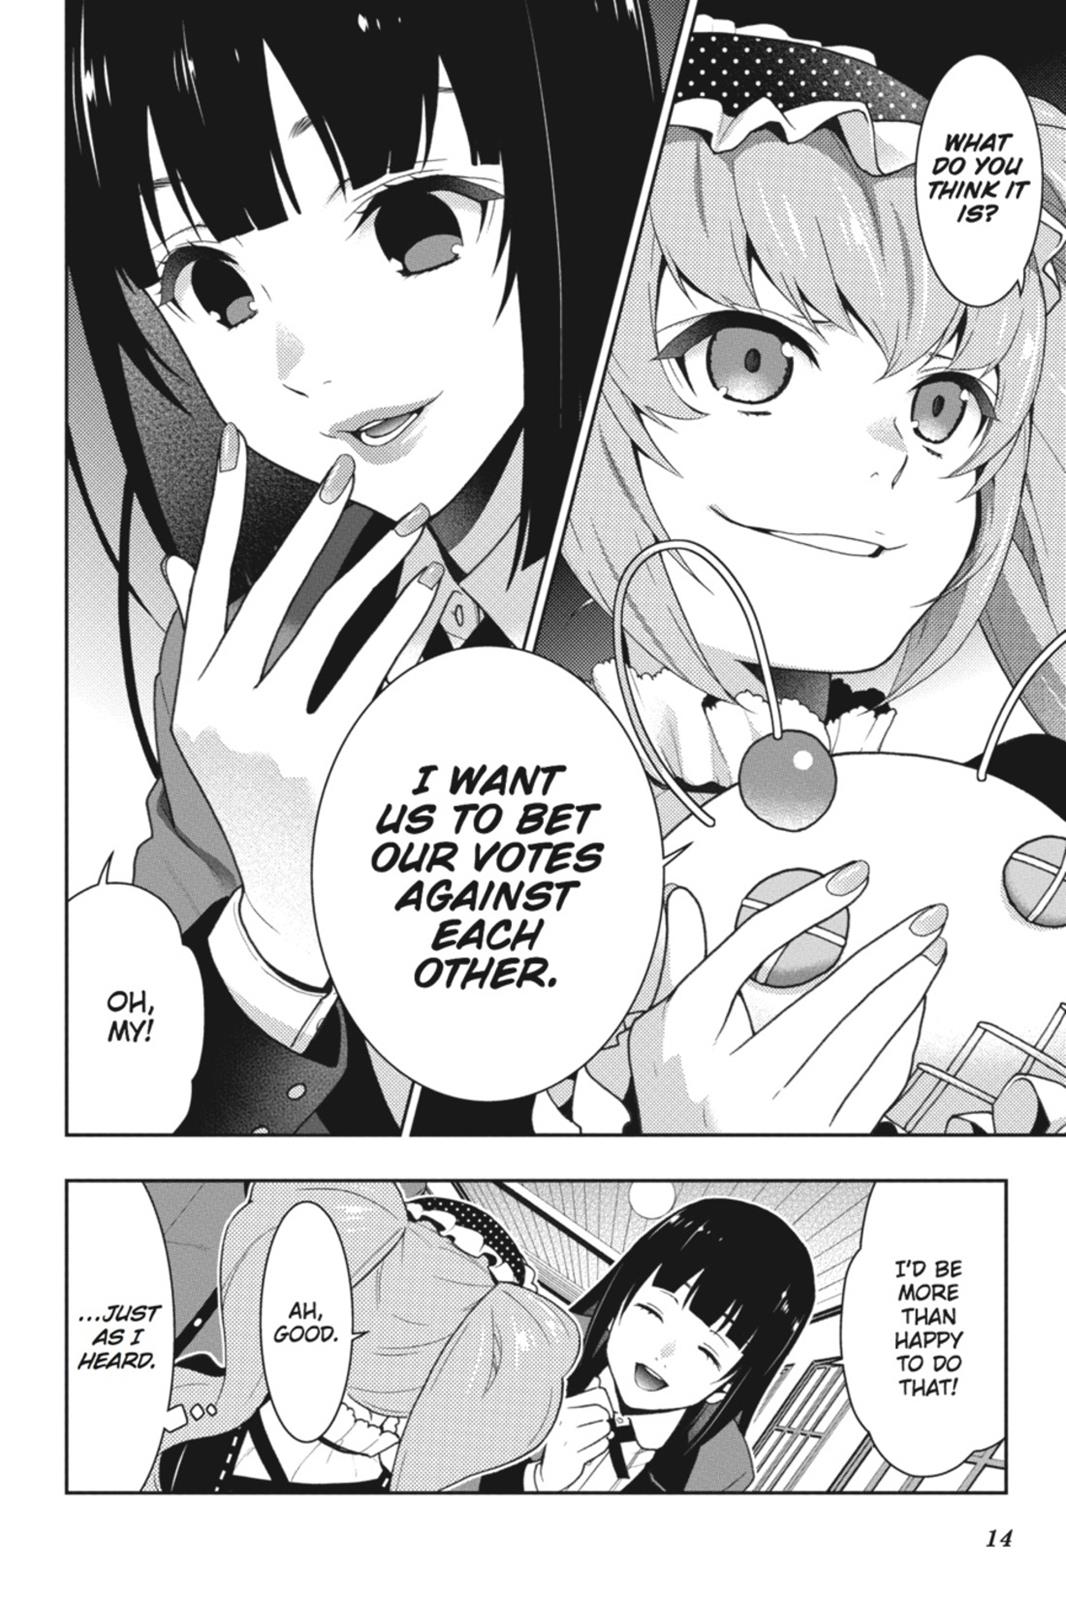 WHAT
DO YOU
THINK IT
IS?
I WANT
US TO BET
OUR VOTES
AGAINST
EACH
OTHER.
OH,
MY!
I'D BE
MORE
THAN
HAPPY
TO DO
THAT!
AH,
GOOD.
...JUST
AS I
HEARD.
14